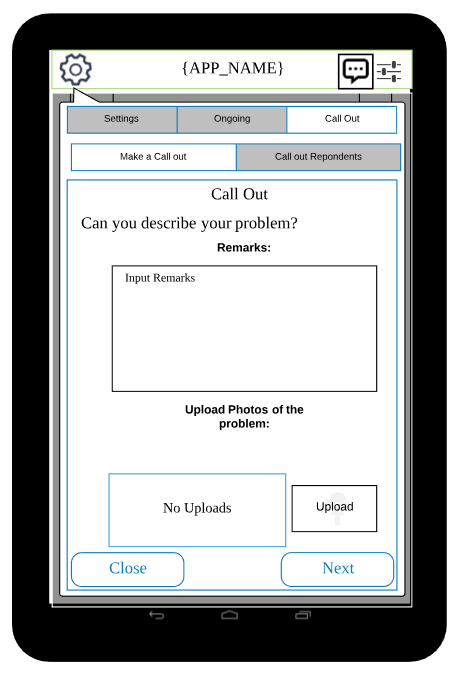 {APP_NAME}
Settings
Ongoing
Call Out
Make a Call out
Call out Repondents
Call Out
Can you describe your problem?
Remarks:
Input Remarks
Upload Photos of the
problem:
No Uploads
Upload
Close
Next